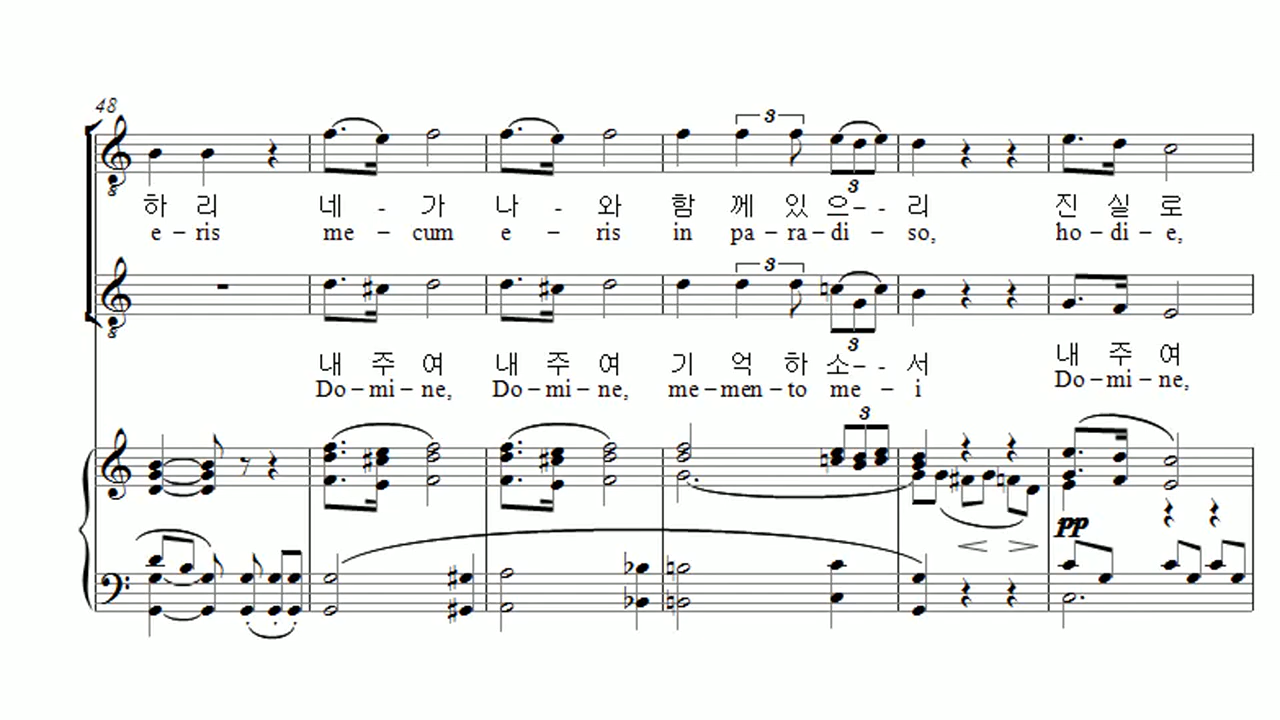 48
3
3
하 리 네 - 가 나 - 와 함 께 있 으 - - 리 진 실 로
e – ris me – cum e – ris in pa – ra – di – so, ho – di – e,
3
3
내 주 여 내 주 여 기 억 하 소 - - 서 내 주 여
Do – mi – ne, Do – mi – ne, me – men – to me – i Do – mi – ne,
3
pp